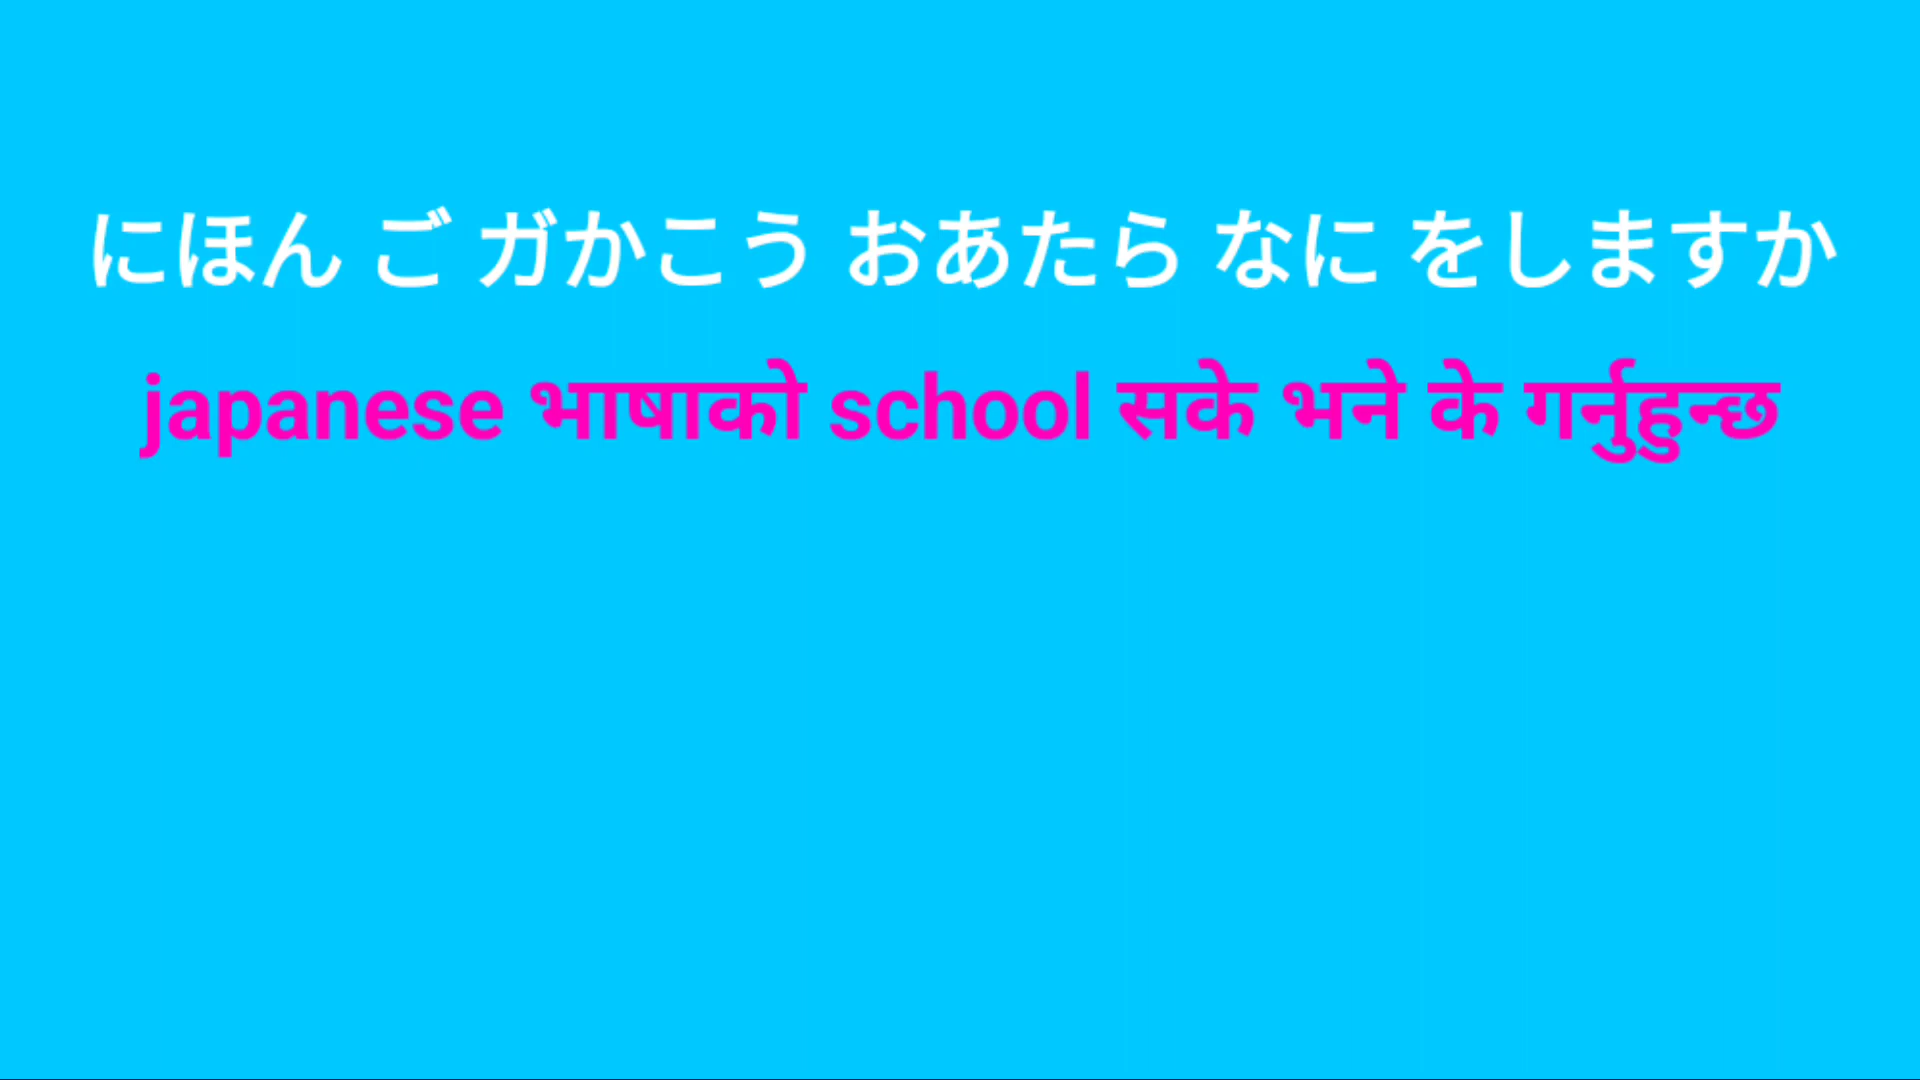 にほん ご ガかこう おあたら なに をしますか
japanese भाषाको school सके भने के गर्नुहुन्छ